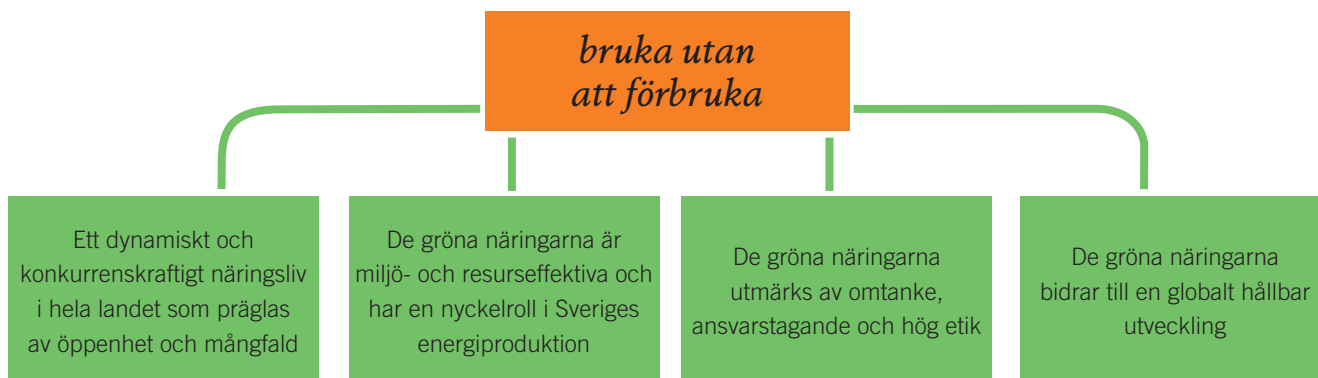 bruka utan
att förbruka
Ett dynamiskt och
konkurrenskraftigt näringsliv
i hela landet som präglas
av öppenhet och mångfald
De gröna näringarna är
miljö- och resurseffektiva och
har en nyckelroll i Sveriges
energiproduktion
De gröna näringarna
utmärks av omtanke,
ansvarstagande och hög etik
De gröna näringarna
bidrar till en globalt hållbar
utveckling